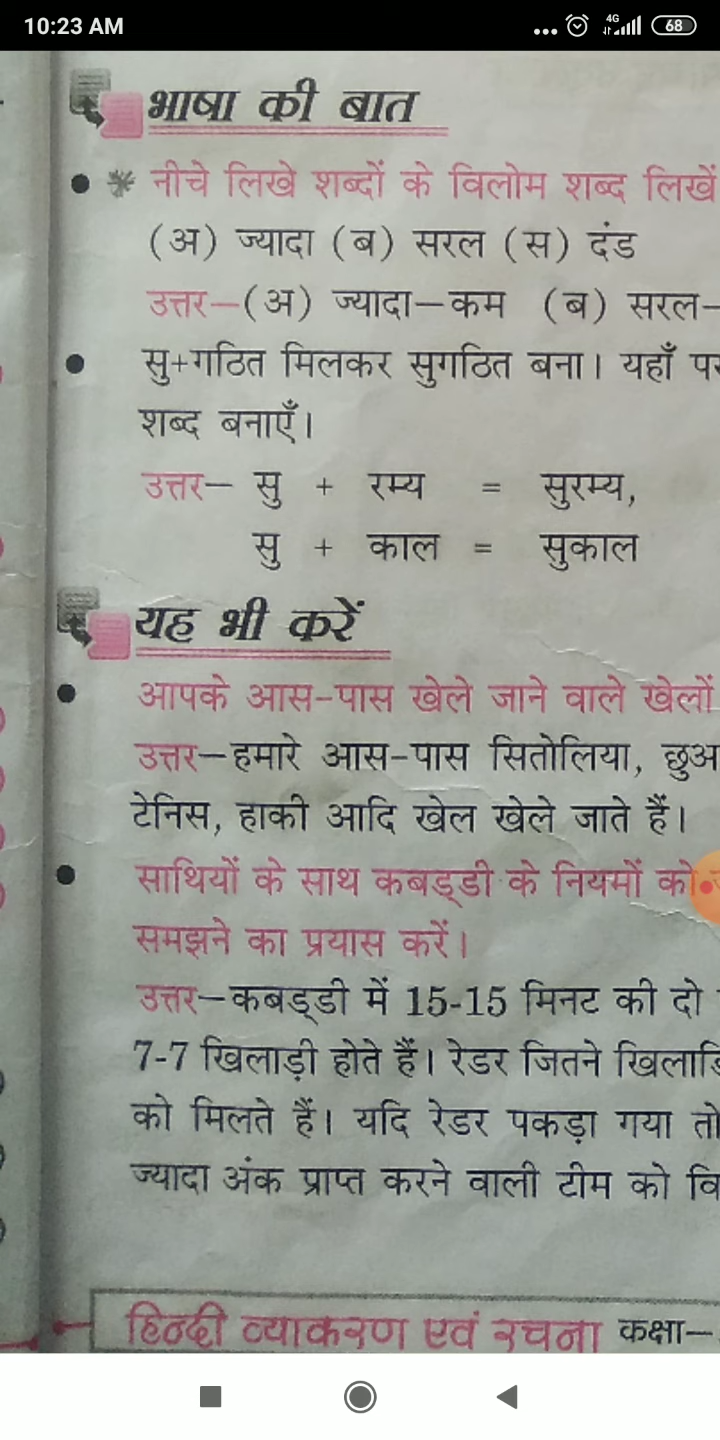 10:23 AM
4G
68
भाषा की बात
नीचे लिखे शब्दों के विलोम शब्द लिखें
(अ) ज्यादा (ब) सरल (स) दंड
उत्तर—(अ) ज्यादा—कम (ब) सरल—
सु+गठित मिलकर सुगठित बना। यहाँ
शब्द बनाएँ।
उत्तर— सु + रम्य = सुरम्य,
सु + काल = सुकाल
यह भी करें
आपके आस-पास खेले जाने वाले खेलों
उत्तर—हमारे आस-पास सितोलिया,
टेनिस, हाकी आदि खेल खेले जाते हैं।
साथियों के साथ कबड्डी के नियमों को
समझने का प्रयास करें।
उत्तर—कबड्डी में 15-15 मिनट की दो
7-7 खिलाड़ी होते हैं। रेडर जितने
को मिलते हैं। यदि रेडर पकड़ा गया तो
ज्यादा अंक प्राप्त करने वाली टीम को
हिन्दी व्याकरण एवं रचना कक्षा—